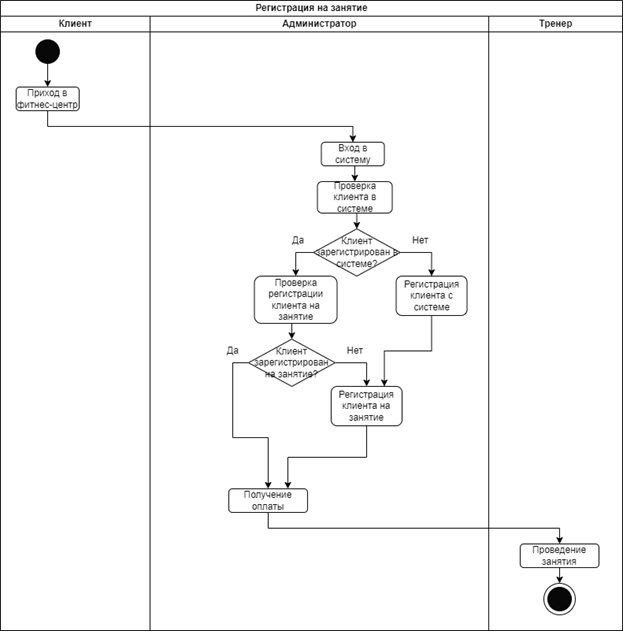 Регистрация на занятие
Клиент
Администратор
Тренер
Приход в
фитнес-центр
Вход в
систему
Проверка
клиента в
системе
Клиент
зарегистрирован в
системе?
Да
Нет
Проверка
регистрации
клиента на
занятие
Регистрация
клиента с
системе
Клиент
зарегистрирован
на занятие?
Да
Нет
Регистрация
клиента на
занятие
Получение
оплаты
Проведение
занятия